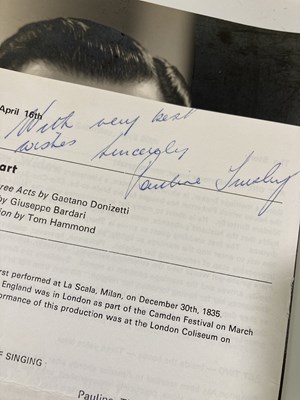 April 16th
With very best
wishes Sincerely
Pauline Tinsley
art
ree Acts by Gaetano Donizetti
by Giuseppe Bardari
tion by Tom Hammond
rst performed at La Scala, Milan, on December 30th, 1835.
England was in London as part of the Camden Festival on March
formance of this production was at the London Coliseum on
F SINGING :
Pauline T